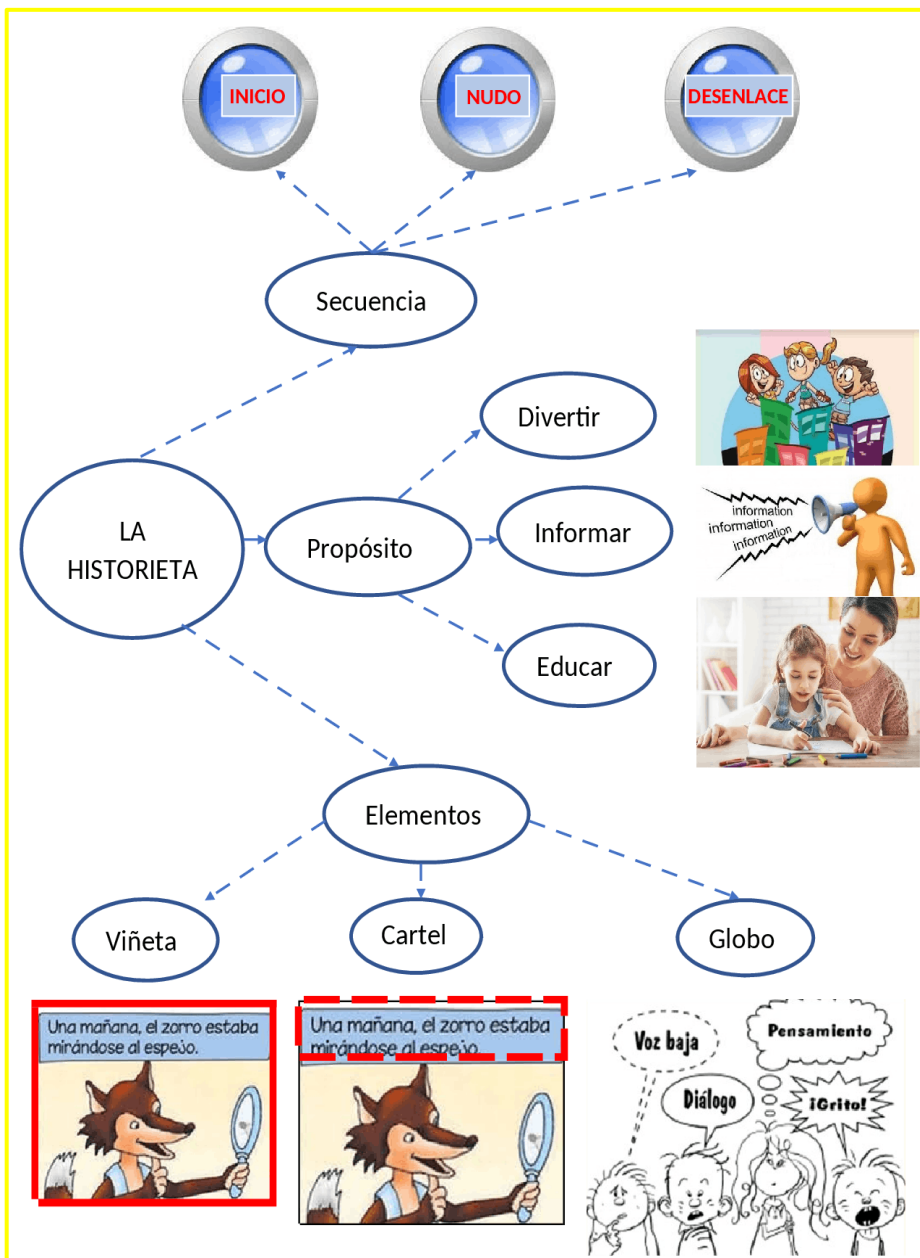 INICIO
NUDO
DESENLACE
Secuencia
Divertir
LA
HISTORIETA
Propósito
Informar
information
information
information
Educar
Elementos
Viñeta
Cartel
Globo
Una mañana, el zorro estaba
mirándose al espejo.
Una mañana, el zorro estaba
mirándose al espejo.
Voz baja
Pensamiento
Diálogo
¡Grito!